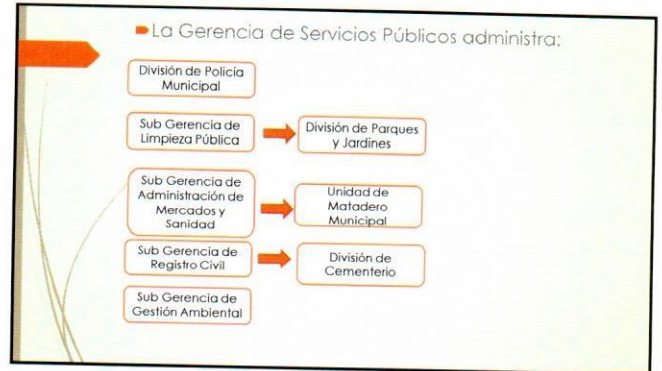 La Gerencia de Servicios Públicos administra:
División de Policía
Municipal
Sub Gerencia de
Limpieza Pública
División de Parques
y Jardines
Sub Gerencia de
Administración de
Mercados y
Sanidad
Unidad de
Matadero
Municipal
Sub Gerencia de
Registro Civil
División de
Cementerio
Sub Gerencia de
Gestión Ambiental